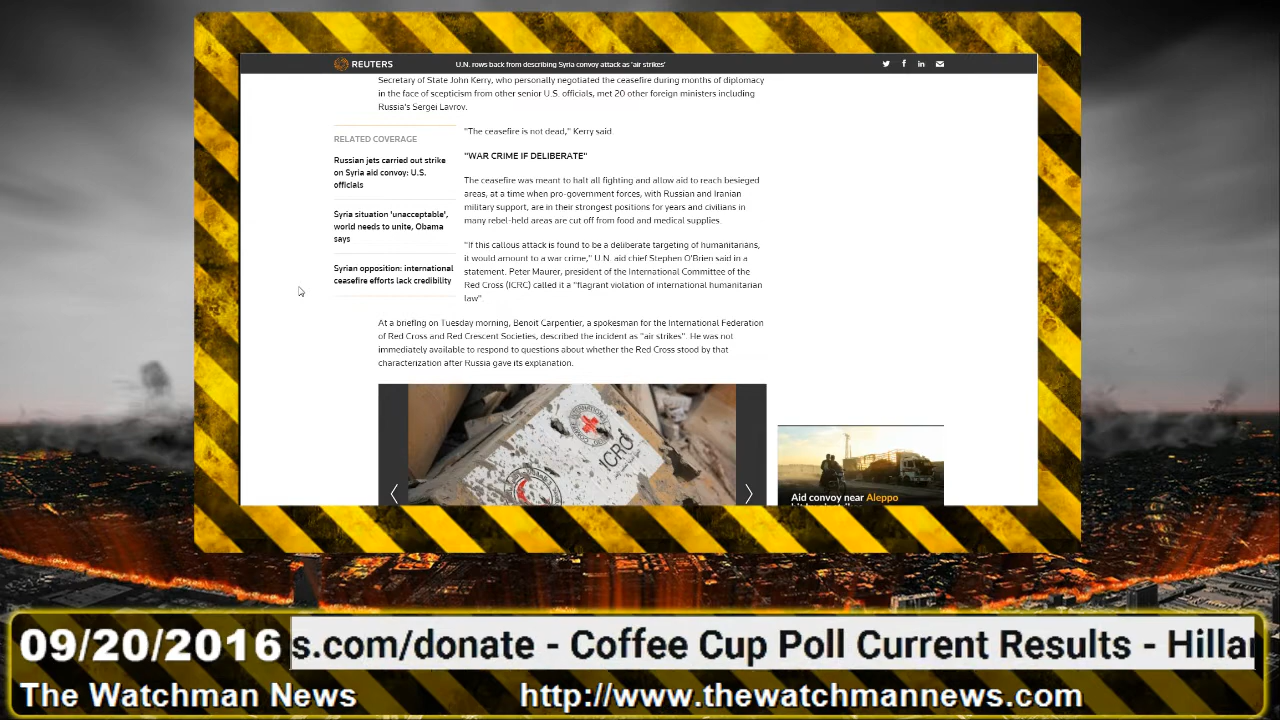 REUTERS
U.N. rows back from describing Syria convoy attack as 'air strikes'
Secretary of State John Kerry, who personally negotiated the ceasefire during months of diplomacy
in the face of scepticism from other senior U.S. officials, met 20 other foreign ministers including
Russia's Sergei Lavrov.
RELATED COVERAGE
Russian jets carried out strike
on Syria aid convoy: U.S.
officials
Syria situation 'unacceptable',
world needs to unite, Obama
says
Syrian opposition: international
ceasefire efforts lack credibility
"The ceasefire is not dead," Kerry said.
"WAR CRIME IF DELIBERATE"
The ceasefire was meant to halt all fighting and allow aid to reach besieged
areas, at a time when pro-government forces, with Russian and Iranian
military support, are in their strongest positions for years and civilians in
many rebel-held areas are cut off from food and medical supplies.
"If this callous attack is found to be a deliberate targeting of humanitarians,
it would amount to a war crime," U.N. aid chief Stephen O'Brien said in a
statement. Peter Maurer, president of the International Committee of the
Red Cross (ICRC) called it a "flagrant violation of international humanitarian
law".
At a briefing on Tuesday morning, Benoit Carpentier, a spokesman for the International Federation
of Red Cross and Red Crescent Societies, described the incident as "air strikes". He was not
immediately available to respond to questions about whether the Red Cross stood by that
characterization after Russia gave its explanation.
ICRC
Aid convoy near Aleppo
09/20/2016
s.com/donate - Coffee Cup Poll Current Results - Hillar
The Watchman News
http://www.thewatchmannews.com